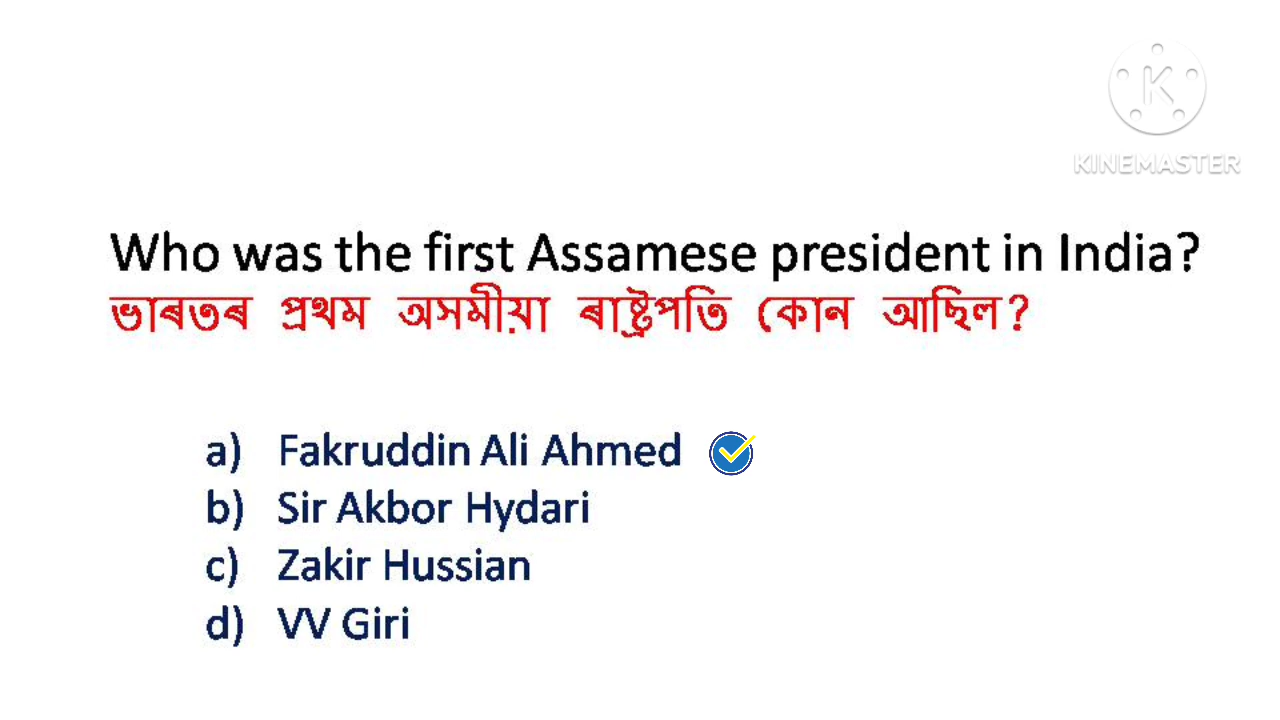 K
KINEMASTER
Who was the first Assamese president in India?
ভাৰতৰ প্ৰথম অসমীয়া ৰাষ্ট্ৰপতি কোন আছিল?
a) Fakruddin Ali Ahmed
b) Sir Akbor Hydari
c) Zakir Hussian
d) VV Giri